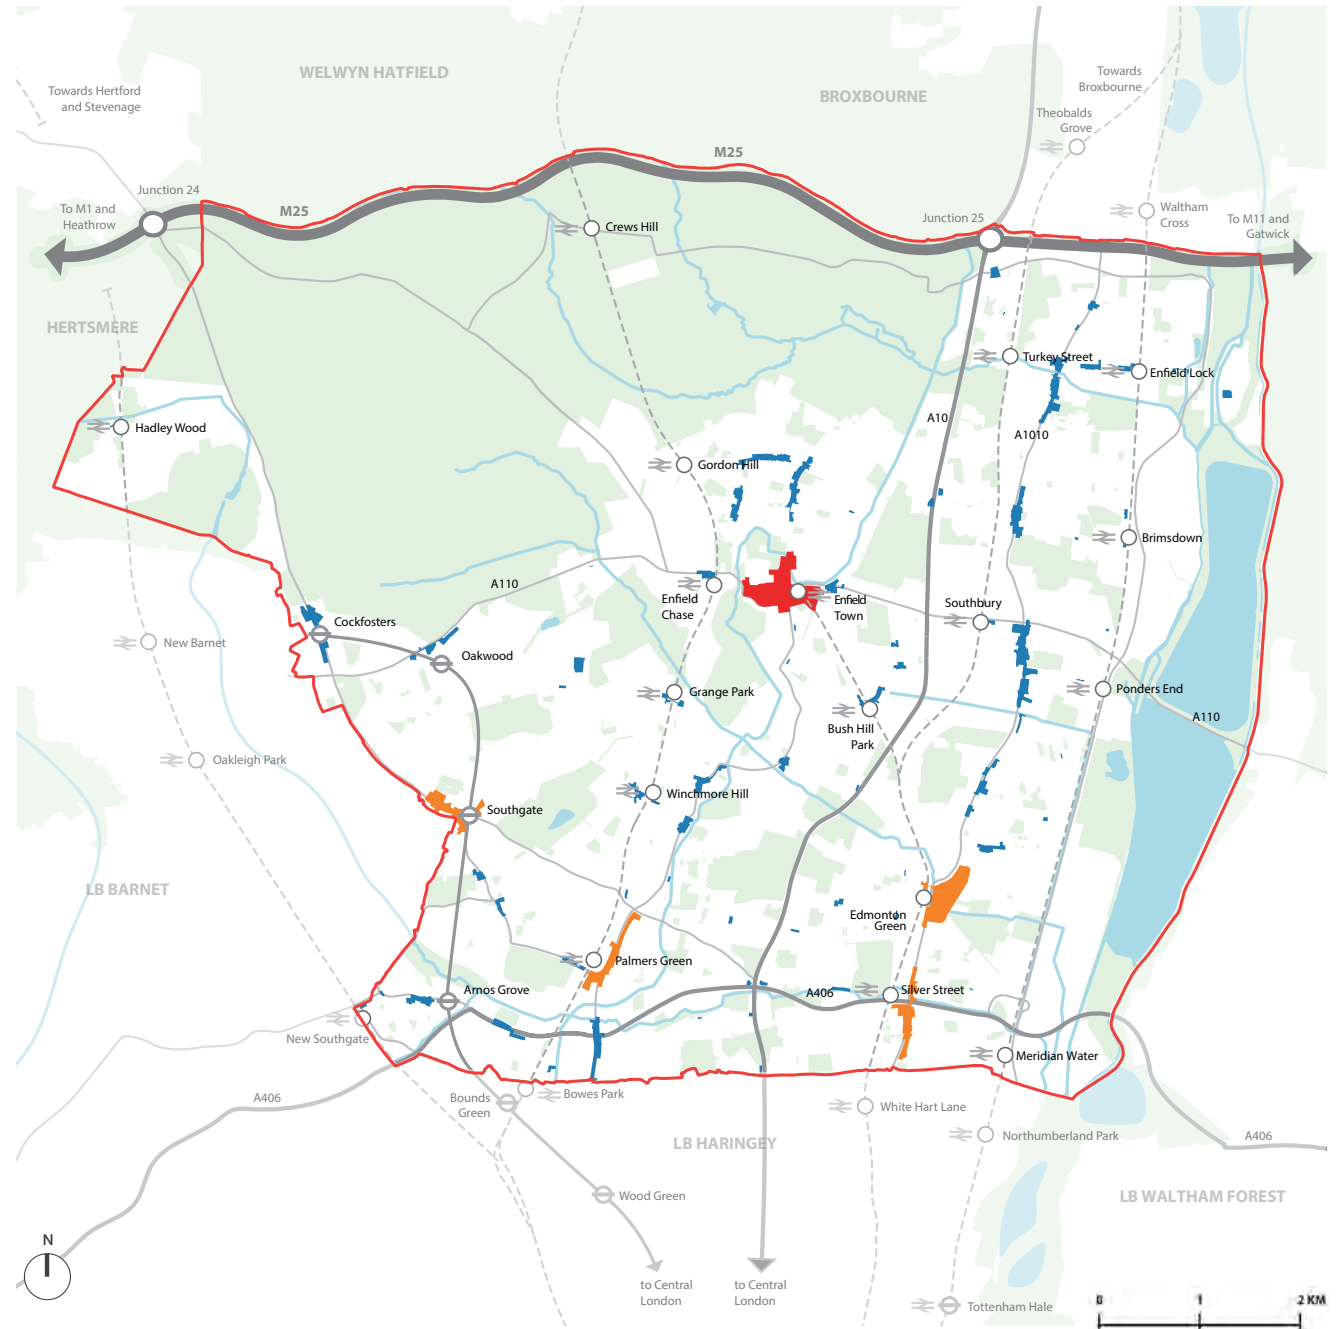 WELWYN HATFIELD
BROXBOURNE
Towards Hertford
and Stevenage
Towards
Broxbourne
Theobalds
Grove
M25
Junction 24
To M1 and
Heathrow
M25
Junction 25
Waltham
Cross
To M11 and
Gatwick
Crews Hill
HERTSMERE
Turkey Street
Enfield Lock
Hadley Wood
A10
A1010
Gordon Hill
Brimsdown
A110
Enfield
Chase
Enfield
Town
Southbury
Cockfosters
New Barnet
Oakwood
Grange Park
Ponders End
A110
Bush Hill
Park
Oakleigh Park
Winchmore Hill
Southgate
LB BARNET
Edmonton
Green
Palmers Green
Arnos Grove
A406
Silver Street
New Southgate
Meridian Water
A406
Bounds
Green
Bowes Park
White Hart Lane
LB HARINGEY
Northumberland Park
A406
Wood Green
LB WALTHAM FOREST
N
to Central
London
to Central
London
Tottenham Hale
0 1 2 KM